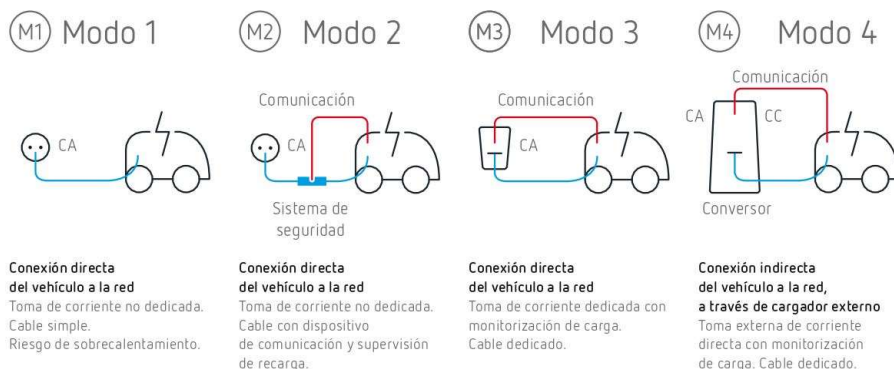 M1 Modo 1
CA
Conexión directa
del vehículo a la red
Toma de corriente no dedicada.
Cable simple.
Riesgo de sobrecalentamiento.
M2 Modo 2
Comunicación
CA
Sistema de
seguridad
Conexión directa
del vehículo a la red
Toma de corriente no dedicada.
Cable con dispositivo
de comunicación y supervisión
de recarga.
M3 Modo 3
Comunicación
CA
Conexión directa
del vehículo a la red
Toma de corriente dedicada con
monitorización de carga.
Cable dedicado.
M4 Modo 4
Comunicación
CA CC
Conversor
Conexión indirecta
del vehículo a la red,
a través de cargador externo
Toma externa de corriente
directa con monitorización
de carga. Cable dedicado.